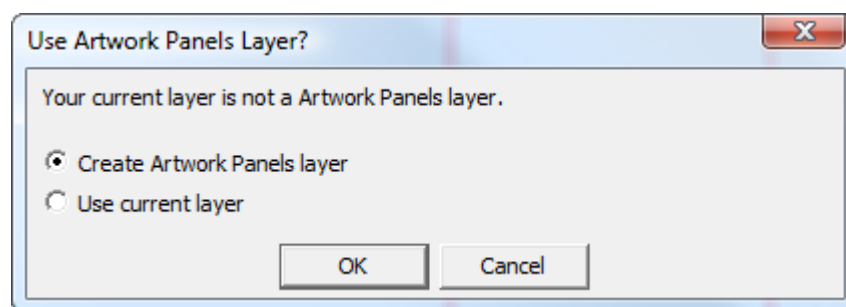 Use Artwork Panels Layer?
Your current layer is not a Artwork Panels layer.
Create Artwork Panels layer
Use current layer
OK Cancel